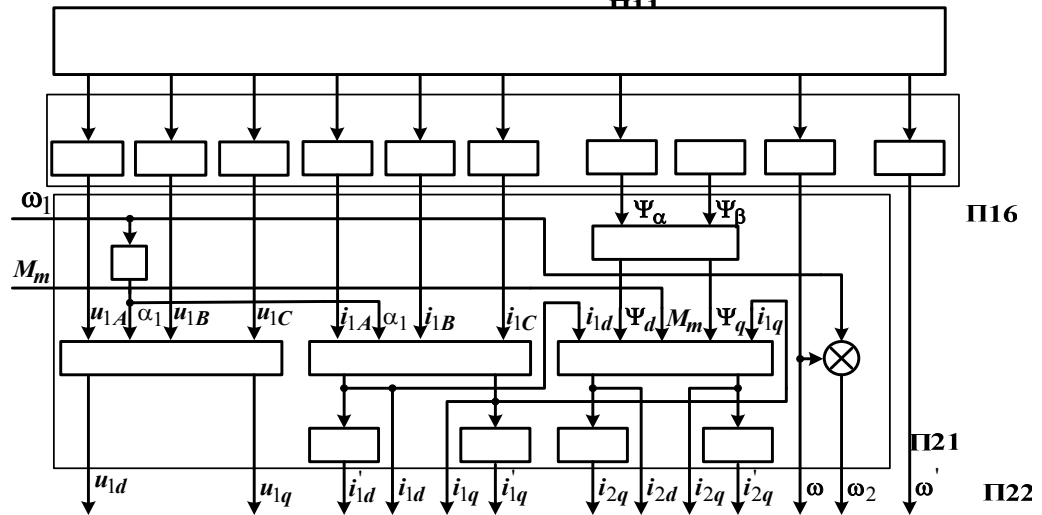 П11
ω1
Ψα Ψβ
П16
Mm
u1A α1 u1B u1C i1A α1 i1B i1C i1d Ψd Mm Ψq i1q
П21
u1d u1q i'1d i1d i1q i'1q i2q i2d i2q i'2q ω ω2 ω' П22